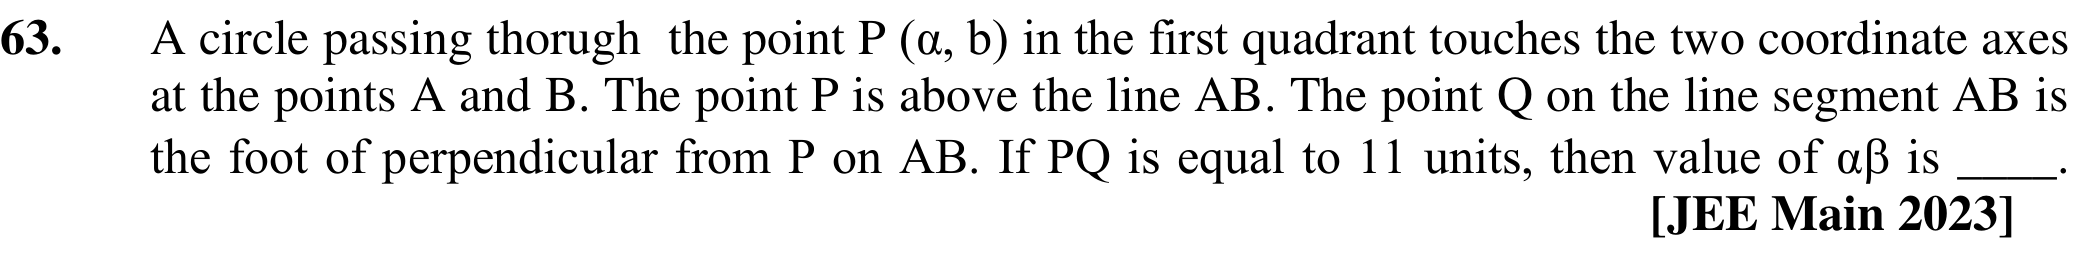 63. A circle passing thorugh the point P (α, b) in the first quadrant touches the two coordinate axes
at the points A and B. The point P is above the line AB. The point Q on the line segment AB is
the foot of perpendicular from P on AB. If PQ is equal to 11 units, then value of αβ is ____.
[JEE Main 2023]